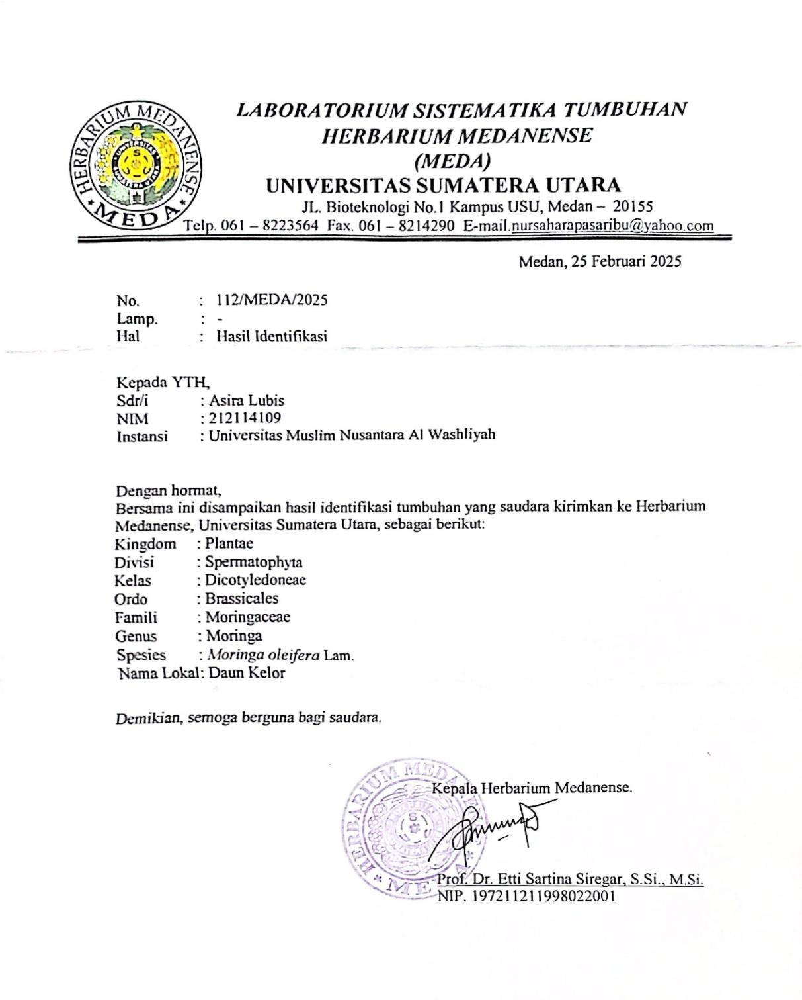 HERBARIUM MEDANENSE
* MEDA *
UNIVERSITAS
SUMATERA UTARA
LABORATORIUM SISTEMATIKA TUMBUHAN
HERBARIUM MEDANENSE
(MEDA)
UNIVERSITAS SUMATERA UTARA
JL. Bioteknologi No.1 Kampus USU, Medan – 20155
Telp. 061 – 8223564 Fax. 061 – 8214290 E-mail.nursaharapasaribu@yahoo.com
Medan, 25 Februari 2025
No. : 112/MEDA/2025
Lamp. : -
Hal : Hasil Identifikasi
Kepada YTH,
Sdr/i : Asira Lubis
NIM : 212114109
Instansi : Universitas Muslim Nusantara Al Washliyah
Dengan hormat,
Bersama ini disampaikan hasil identifikasi tumbuhan yang saudara kirimkan ke Herbarium
Medanense, Universitas Sumatera Utara, sebagai berikut:
Kingdom : Plantae
Divisi : Spermatophyta
Kelas : Dicotyledoneae
Ordo : Brassicales
Famili : Moringaceae
Genus : Moringa
Spesies : Moringa oleifera Lam.
Nama Lokal: Daun Kelor
Demikian, semoga berguna bagi saudara.
HERBARIUM MEDA
Kepala Herbarium Medanense.
Prof. Dr. Etti Sartina Siregar, S.Si., M.Si.
NIP. 197211211998022001